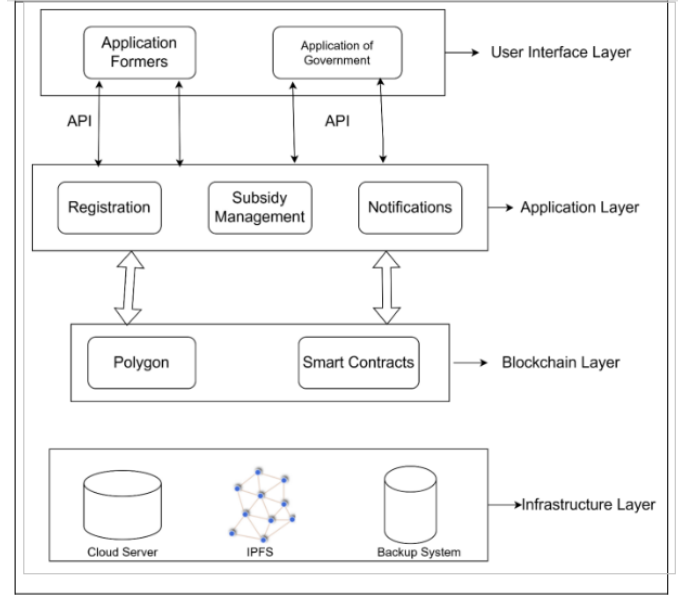 Application
Formers
Application of
Government
User Interface Layer
API
API
Registration
Subsidy
Management
Notifications
Application Layer
Polygon
Smart Contracts
Blockchain Layer
Infrastructure Layer
Cloud Server
IPFS
Backup System